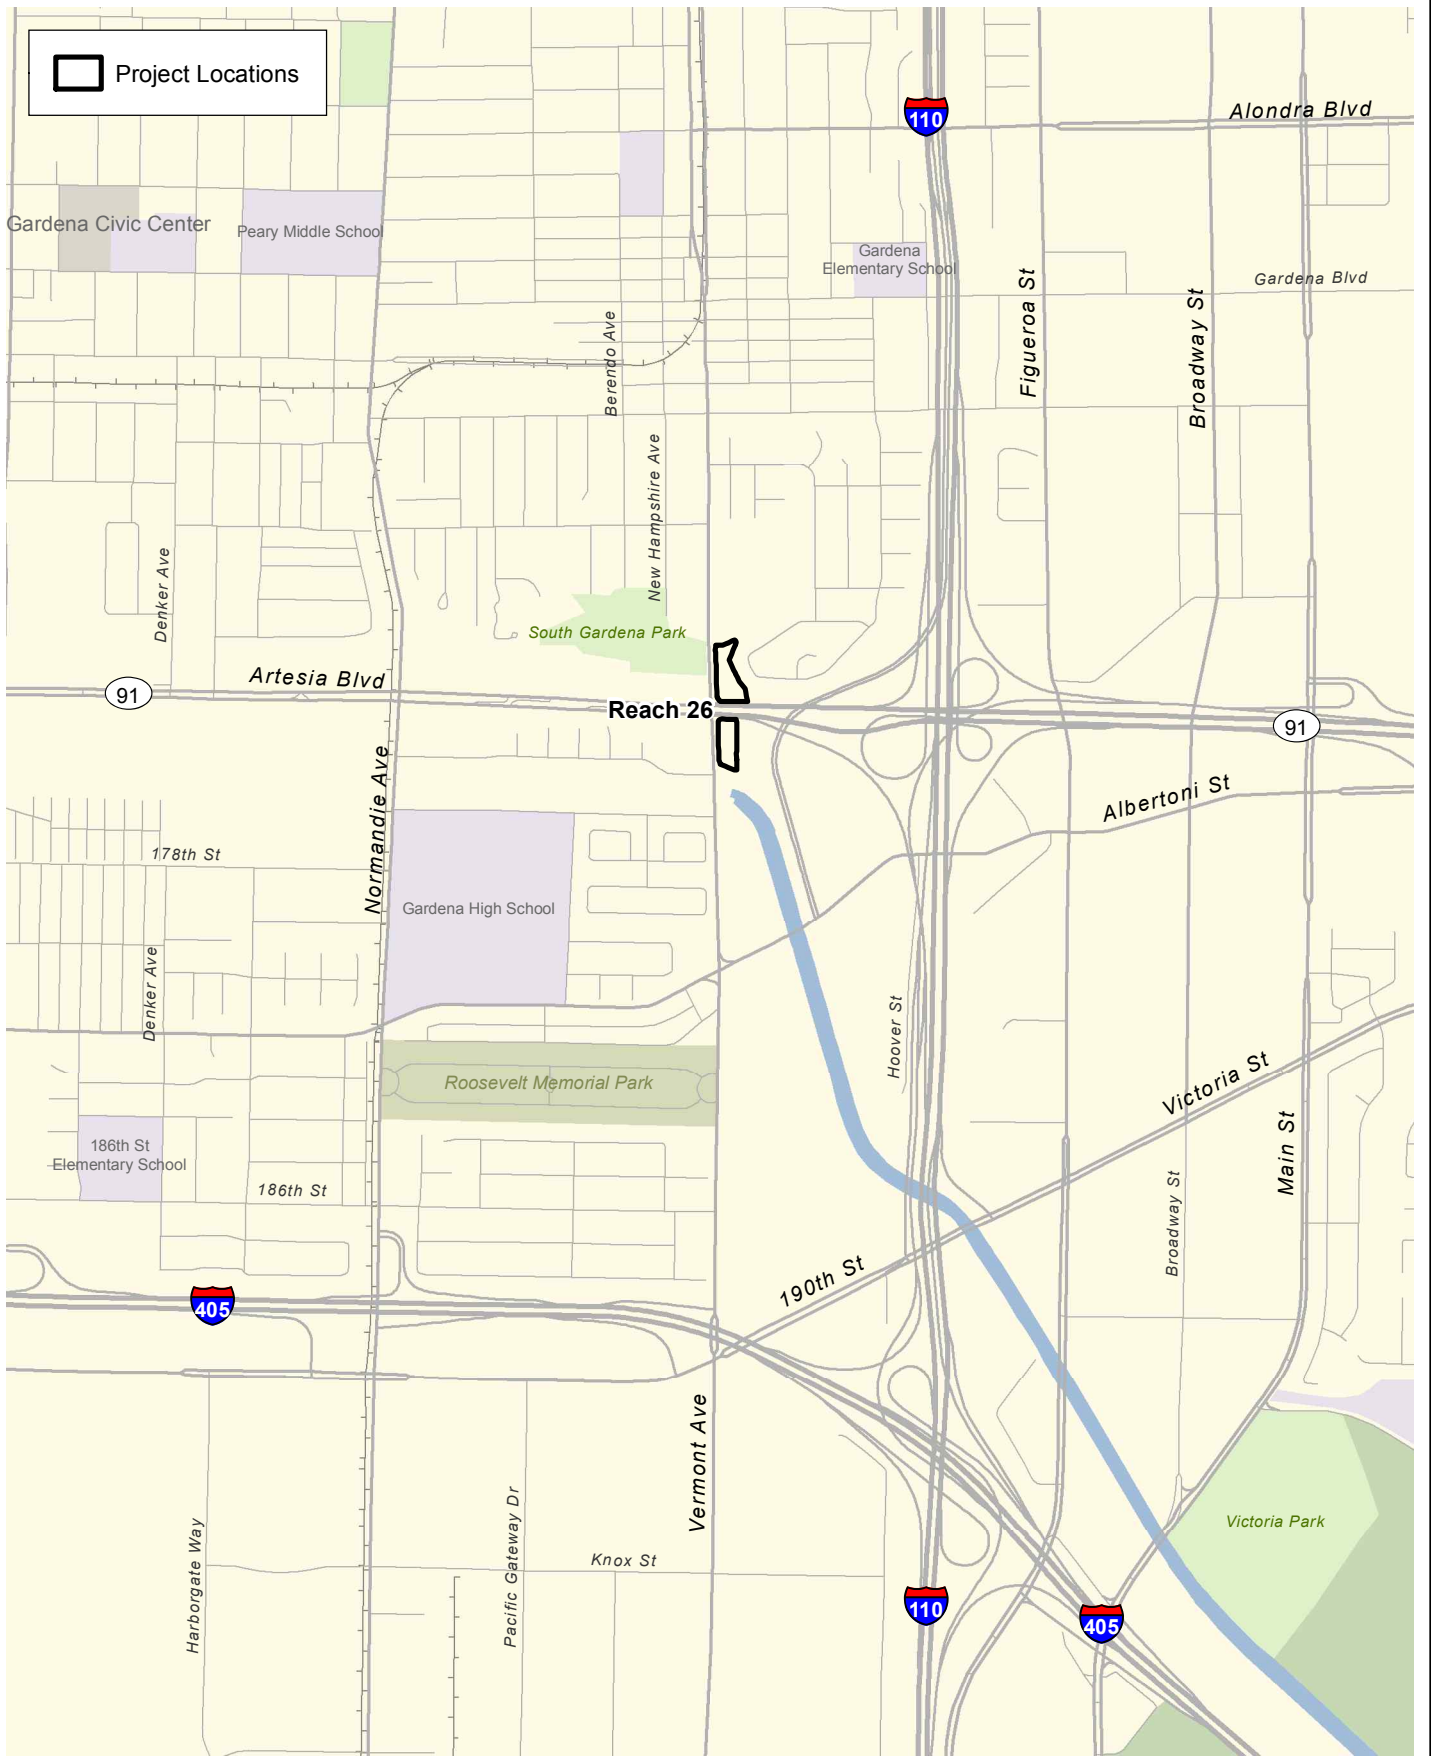 Project Locations
110
Alondra Blvd
Gardena Civic Center
Peary Middle School
Gardena
Elementary School
Gardena Blvd
Figueroa St
Broadway St
Berendo Ave
New Hampshire Ave
Denker Ave
South Gardena Park
Artesia Blvd
91
Reach 26
91
Normandie Ave
Albertoni St
178th St
Gardena High School
Denker Ave
Hoover St
Roosevelt Memorial Park
Victoria St
Main St
186th St
Elementary School
186th St
Broadway St
190th St
405
Vermont Ave
Harborgate Way
Pacific Gateway Dr
Knox St
Victoria Park
110
405